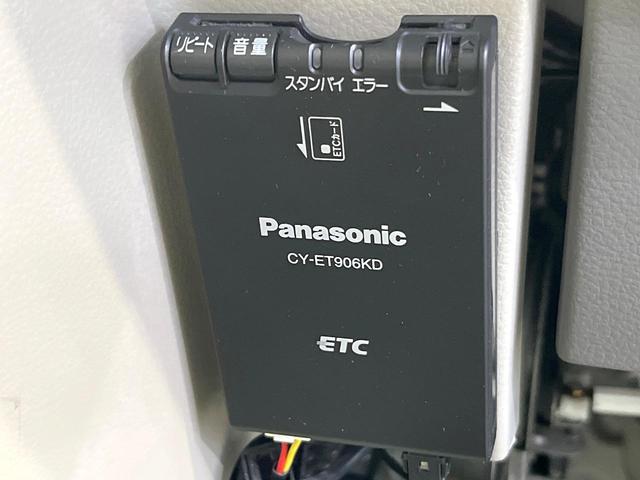 リピート 音量
スタンバイ エラー
ETCカード
Panasonic
CY-ET906KD
ETC